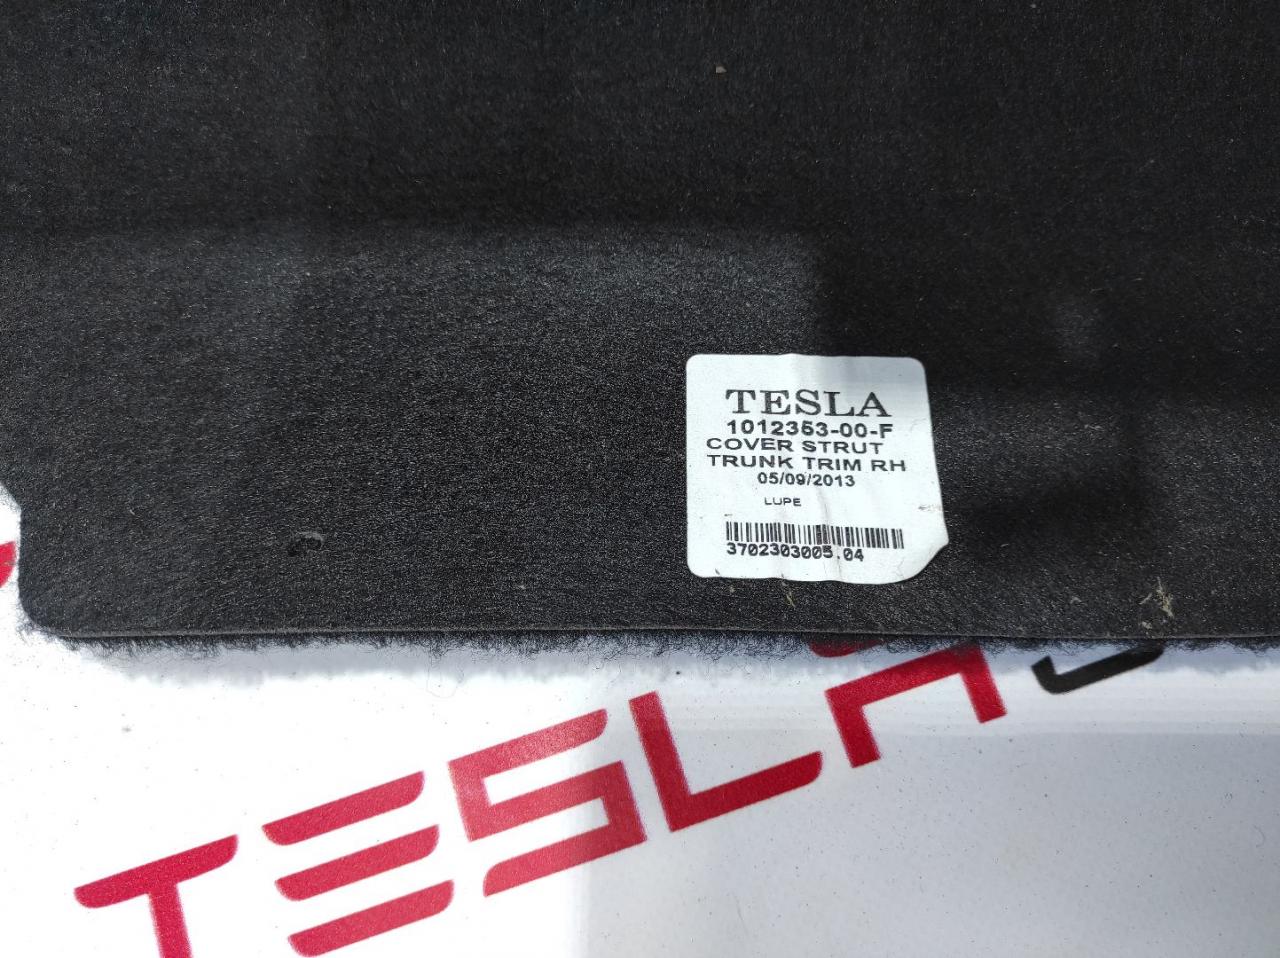 TESLA
1012353-00-F
COVER STRUT
TRUNK TRIM RH
05/09/2013
LUPE
3702303005.04
TESLA